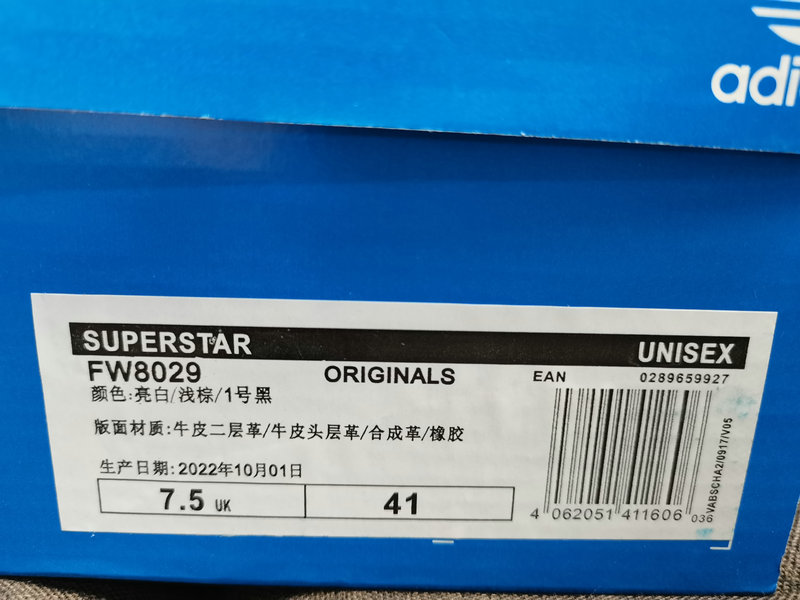 adi
SUPERSTAR UNISEX
FW8029 ORIGINALS EAN 0289659927
颜色:亮白/浅棕/1号黑
版面材质:牛皮二层革/牛皮头层革/合成革/橡胶
生产日期:2022年10月01日
7.5 UK 41
4 062051 411606 036
VABSCHA2/0917/V05